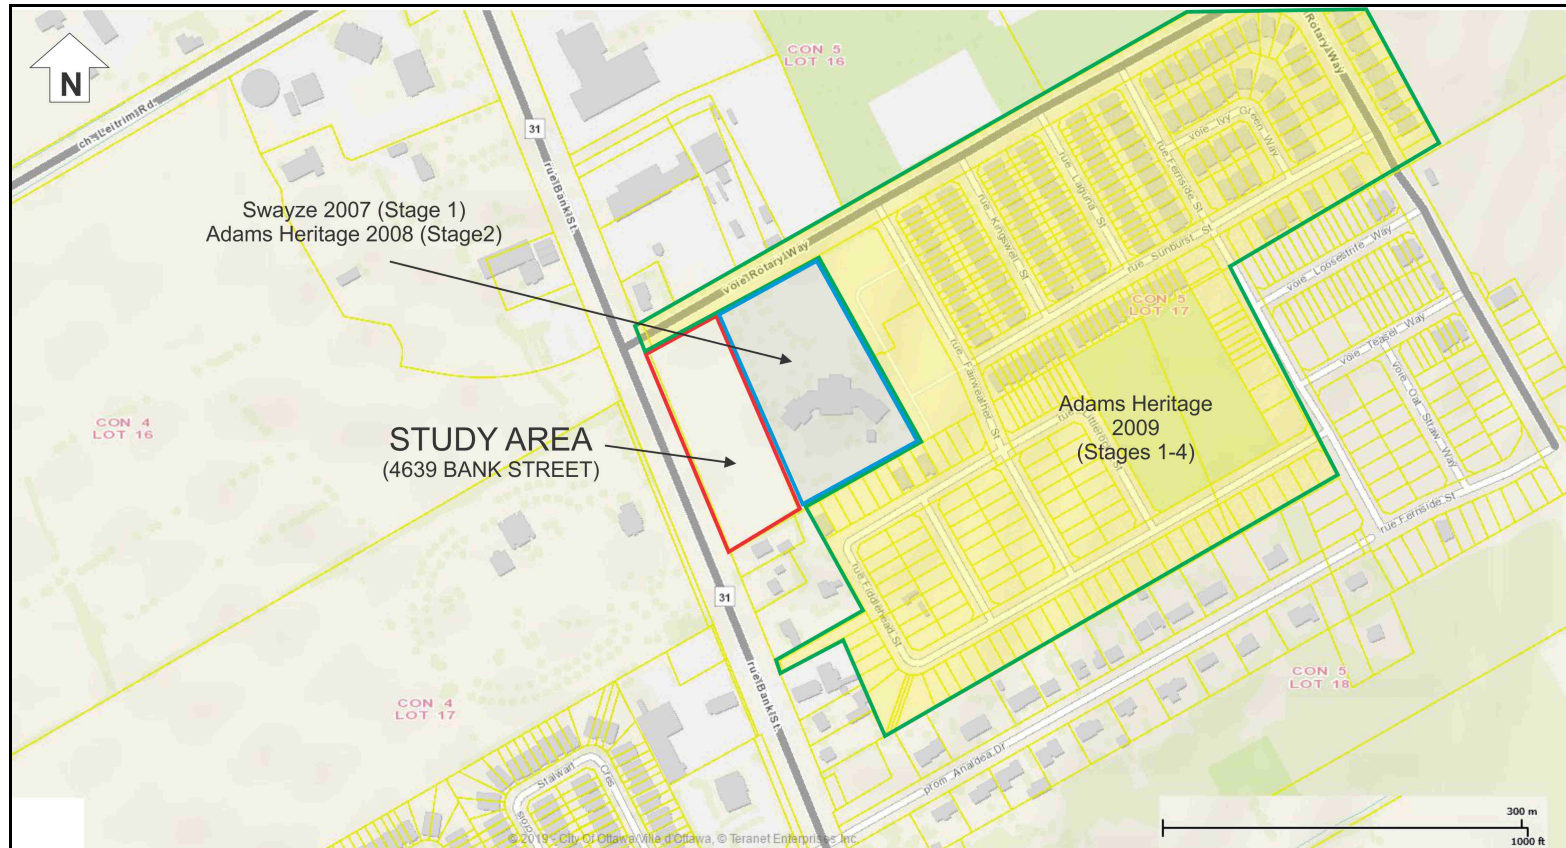 N
ch. Leitrim Rd.
CON 5
LOT 16
Rotary Way
31
rue Bank St.
Swayze 2007 (Stage 1)
Adams Heritage 2008 (Stage2)
voie Ivy Green Way
rue Fernside St
rue Laguna St
rue Kingswell St
rue Sunburst St
voie Rotary Way
voie Loosestrife Way
CON 5
LOT 17
voie Teasel Way
voie Oat Straw Way
rue Fairweather St
Adams Heritage
2009
(Stages 1-4)
CON 4
LOT 16
STUDY AREA
(4639 BANK STREET)
rue Fernside St
rue Fiddlehead St
31
rue Bank St.
CON 5
LOT 18
CON 4
LOT 17
prom Analdea Dr
crois Stalwart Cres
300 m
1000 ft
© 2019 - City Of Ottawa/Ville d'Ottawa, © Teranet Enterprises Inc.